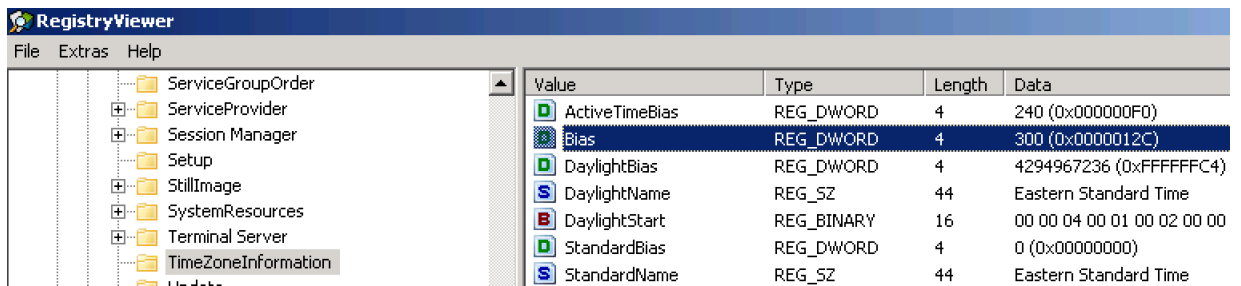 RegistryViewer
File Extras Help
ServiceGroupOrder
ServiceProvider
Session Manager
Setup
StillImage
SystemResources
Terminal Server
TimeZoneInformation
Update
Value Type Length Data
ActiveTimeBias REG_DWORD 4 240 (0x000000F0)
Bias REG_DWORD 4 300 (0x0000012C)
DaylightBias REG_DWORD 4 4294967236 (0xFFFFFFC4)
DaylightName REG_SZ 44 Eastern Standard Time
DaylightStart REG_BINARY 16 00 00 04 00 01 00 02 00 00
StandardBias REG_DWORD 4 0 (0x00000000)
StandardName REG_SZ 44 Eastern Standard Time